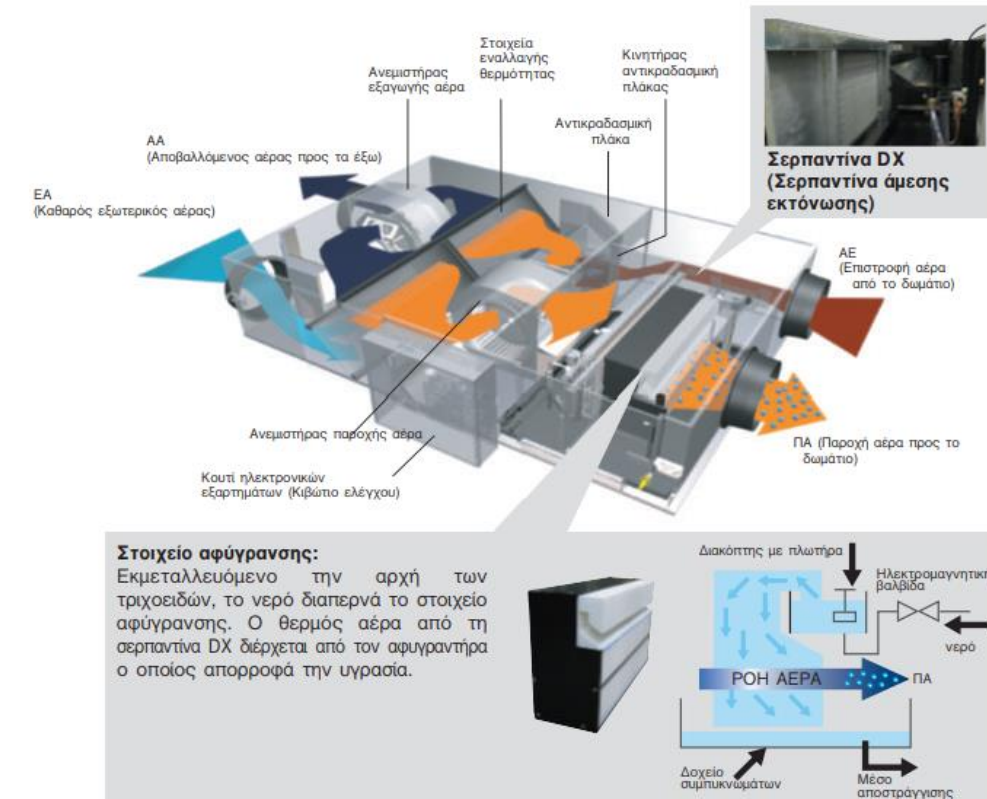 Στοιχεία
εναλλαγής
θερμότητας
Ανεμιστήρας
εξαγωγής αέρα
Κινητήρας
αντικραδασμική
πλάκας
Αντικραδασμική
πλάκα
ΑΑ
(Αποβαλλόμενος αέρας προς τα έξω)
ΕΑ
(Καθαρός εξωτερικός αέρας)
Σερπαντίνα DX
(Σερπαντίνα άμεσης
εκτόνωσης)
ΑΕ
(Επιστροφή αέρα
από το δωμάτιο)
Ανεμιστήρας παροχής αέρα
ΠΑ (Παροχή αέρα προς το
δωμάτιο)
Κουτί ηλεκτρονικών
εξαρτημάτων (Κιβώτιο ελέγχου)
Στοιχείο αφύγρανσης:
Εκμεταλλευόμενο την αρχή των
τριχοειδών, το νερό διαπερνά το στοιχείο
αφύγρανσης. Ο θερμός αέρα από τη
σερπαντίνα DX διέρχεται από τον αφυγραντήρα
ο οποίος απορροφά την υγρασία.
Διακόπτης με πλωτήρα
Ηλεκτρομαγνητική
βαλβίδα
νερό
ΡΟΗ ΑΕΡΑ
ΠΑ
Δοχείο
συμπυκνωμάτων
Μέσο
αποστράγγισης